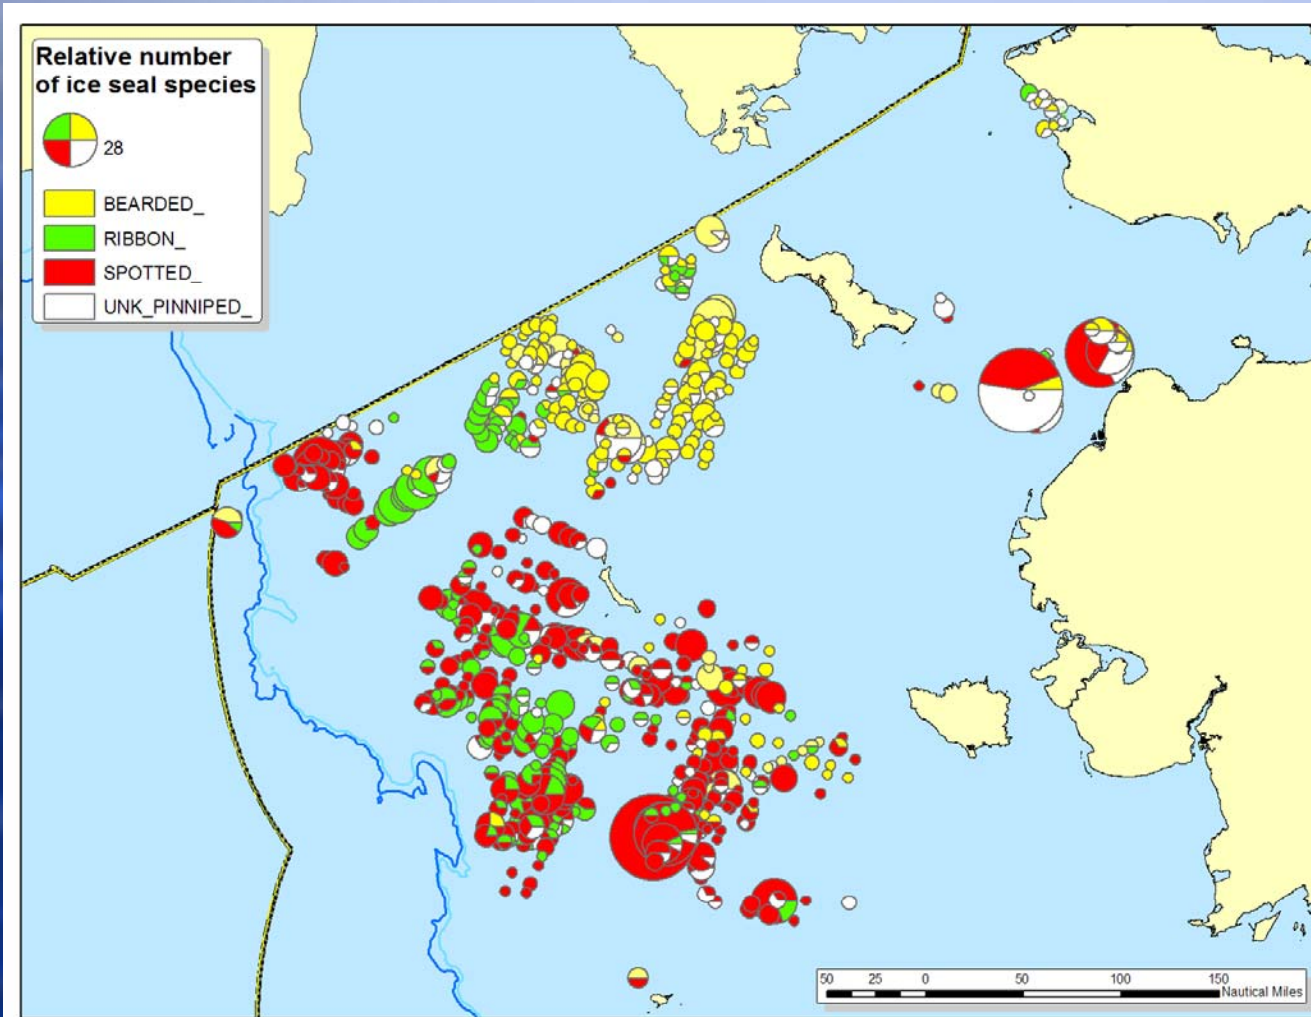 Relative number
of ice seal species
28
BEARDED_
RIBBON_
SPOTTED_
UNK_PINNIPED_
50 25 0 50 100 150
Nautical Miles